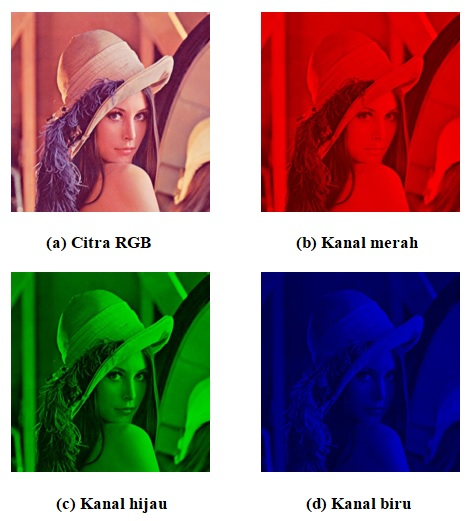 (a) Citra RGB
(b) Kanal merah
(c) Kanal hijau
(d) Kanal biru